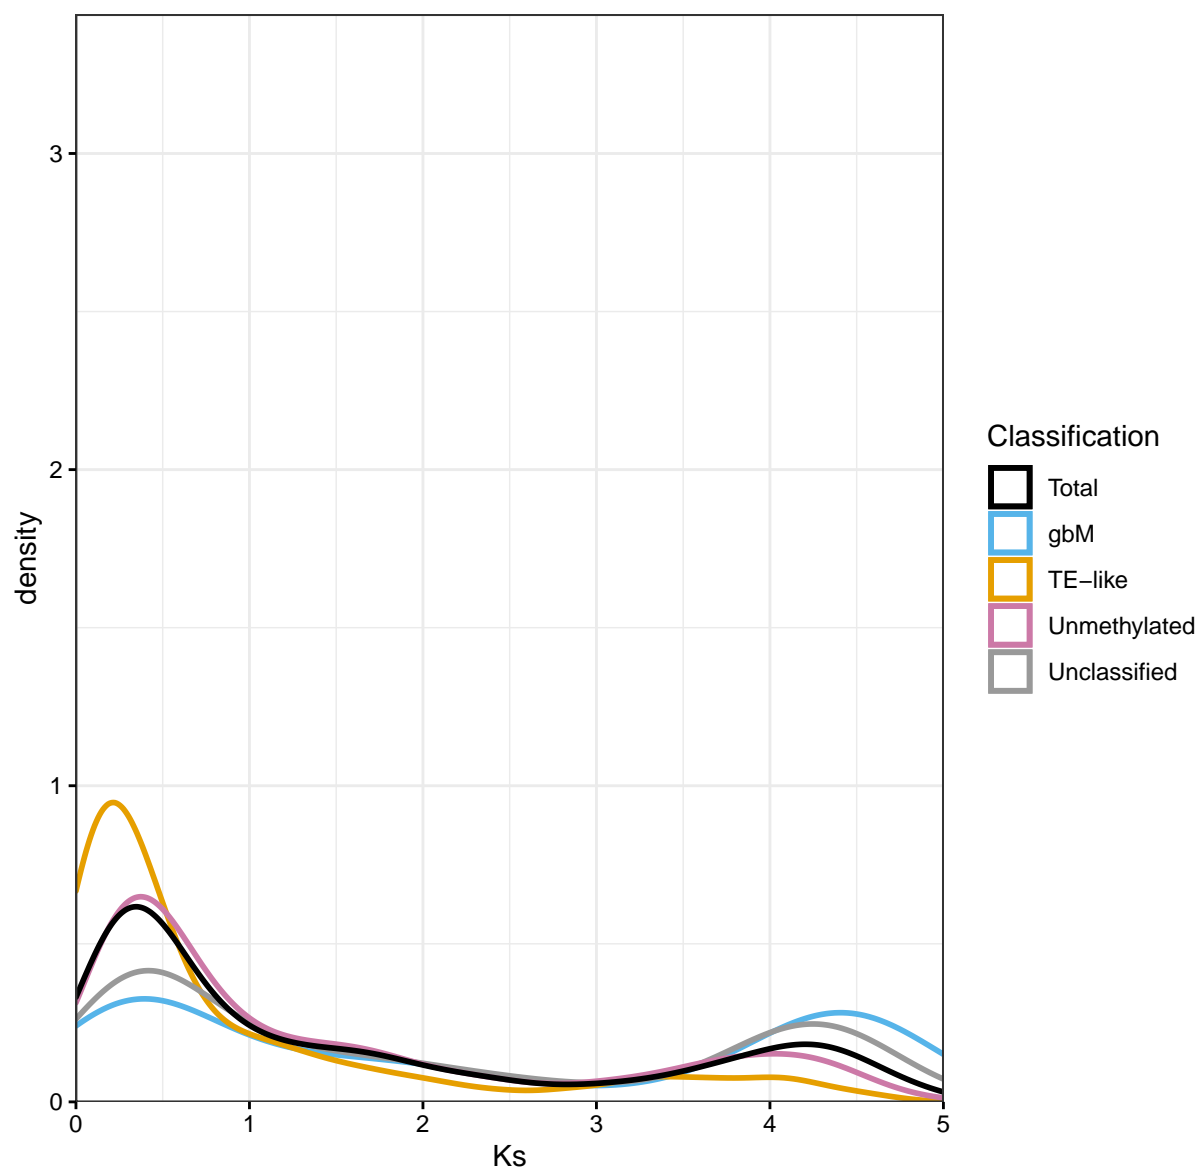 3
2
1
0
0
1
2
3
4
5
density
Ks
Classification
Total
gbM
TE−like
Unmethylated
Unclassified